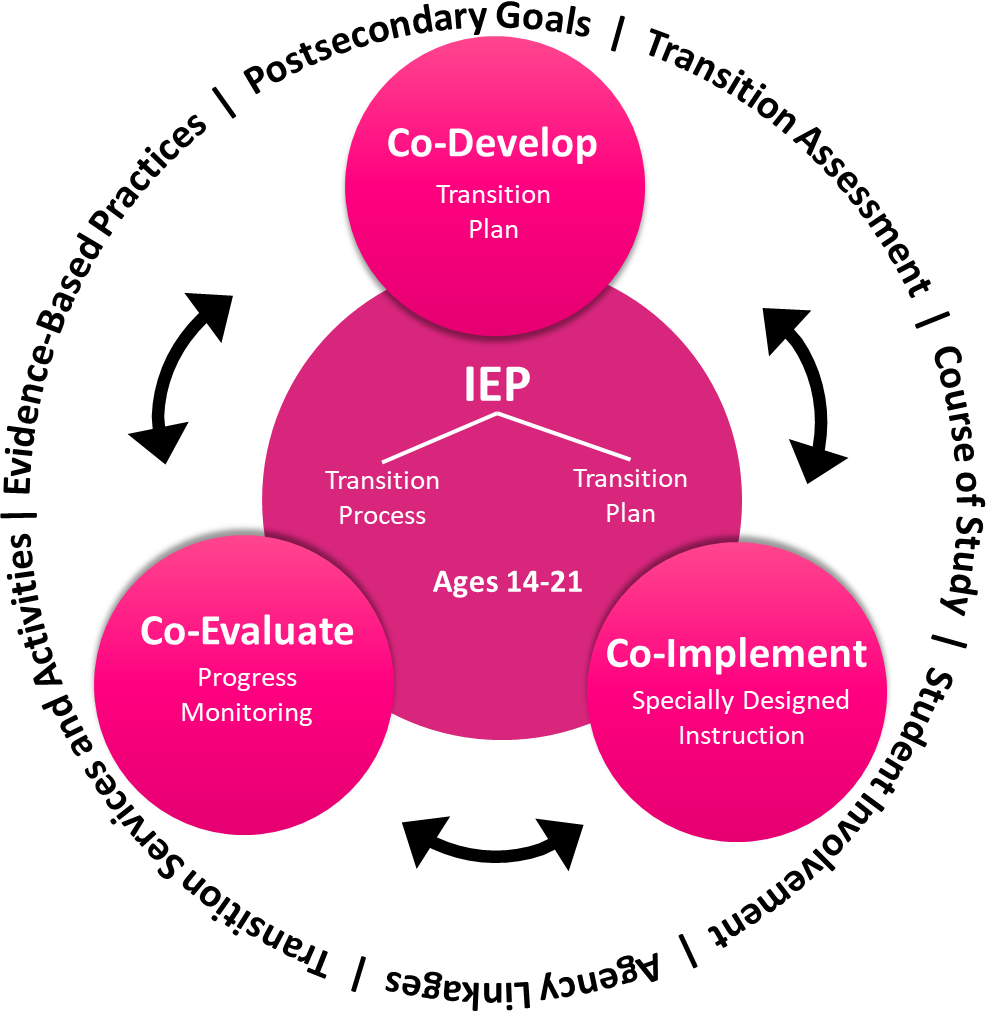 Postsecondary Goals | Transition Assessment | Course of Study | Student Involvement | Agency Linkages | Transition Services and Activities | Evidence-Based Practices |
Co-Develop
Transition
Plan
IEP
Transition
Process
Transition
Plan
Ages 14-21
Co-Evaluate
Progress
Monitoring
Co-Implement
Specially Designed
Instruction